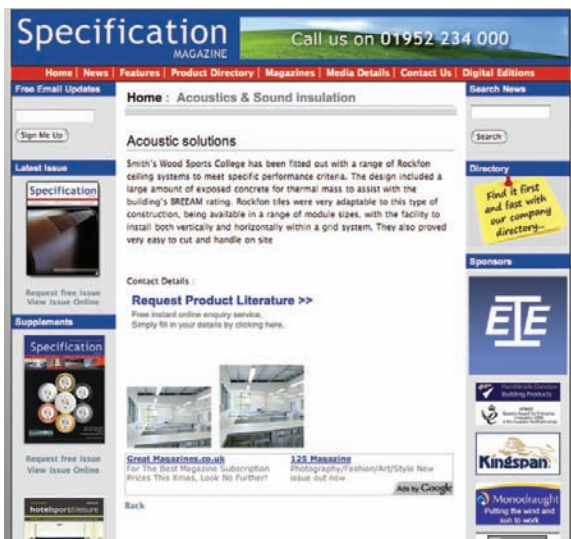 Specification
MAGAZINE
Call us on 01952 234 000
Home | News | Features | Product Directory | Magazines | Media Details | Contact Us | Digital Editions
Free Email Updates
Sign Me Up
Latest Issue
Specification
Request free issue
View Issue Online
Supplements
Specification
Request free issue
View Issue Online
hotelsportleisure
Home : Acoustics & Sound insulation
Acoustic solutions
Smith's Wood Sports College has been fitted out with a range of Rockfon
ceiling systems to meet specific performance criteria. The design included a
large amount of exposed concrete for thermal mass to assist with the
building's BREEAM rating. Rockfon tiles were very adaptable to this type of
construction, being available in a range of module sizes, with the facility to
install both vertically and horizontally within a grid system. They also proved
very easy to cut and handle on site
Contact Details :
Request Product Literature >>
Free instant online enquiry service,
Simply fill in your details by clicking here.
Great Magazines.co.uk
For The Best Magazine Subscription
Prices This Xmas, Look No Further!
125 Magazine
Photography/Fashion/Art/Style New
issue out now
Ads by Google
Back
Search News
Search
Directory
Find it first
and fast with
our company
directory...
Sponsors
Building Products
Kingspan
Monodraught
Putting the wind and
sun to work